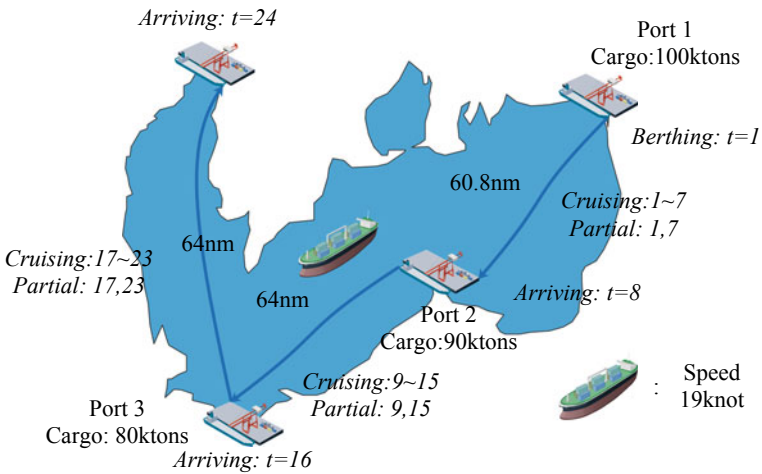 Arriving: t=24
Port 1
Cargo:100ktons
Berthing: t=1
60.8nm
Cruising:1~7
Partial: 1,7
64nm
Cruising:17~23
Partial: 17,23
64nm
Arriving: t=8
Port 2
Cargo:90ktons
Cruising:9~15
Partial: 9,15
: Speed
19knot
Port 3
Cargo: 80ktons
Arriving: t=16